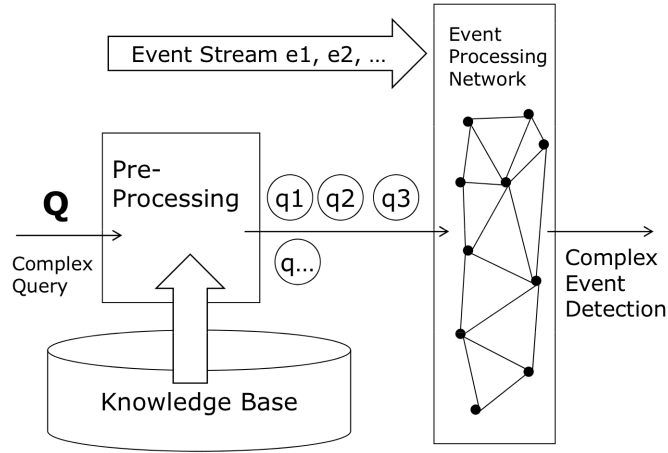 Event Stream e1, e2, …
Event
Processing
Network
Pre-
Processing
Q
Complex
Query
q1 q2 q3
q...
Knowledge Base
Complex
Event
Detection